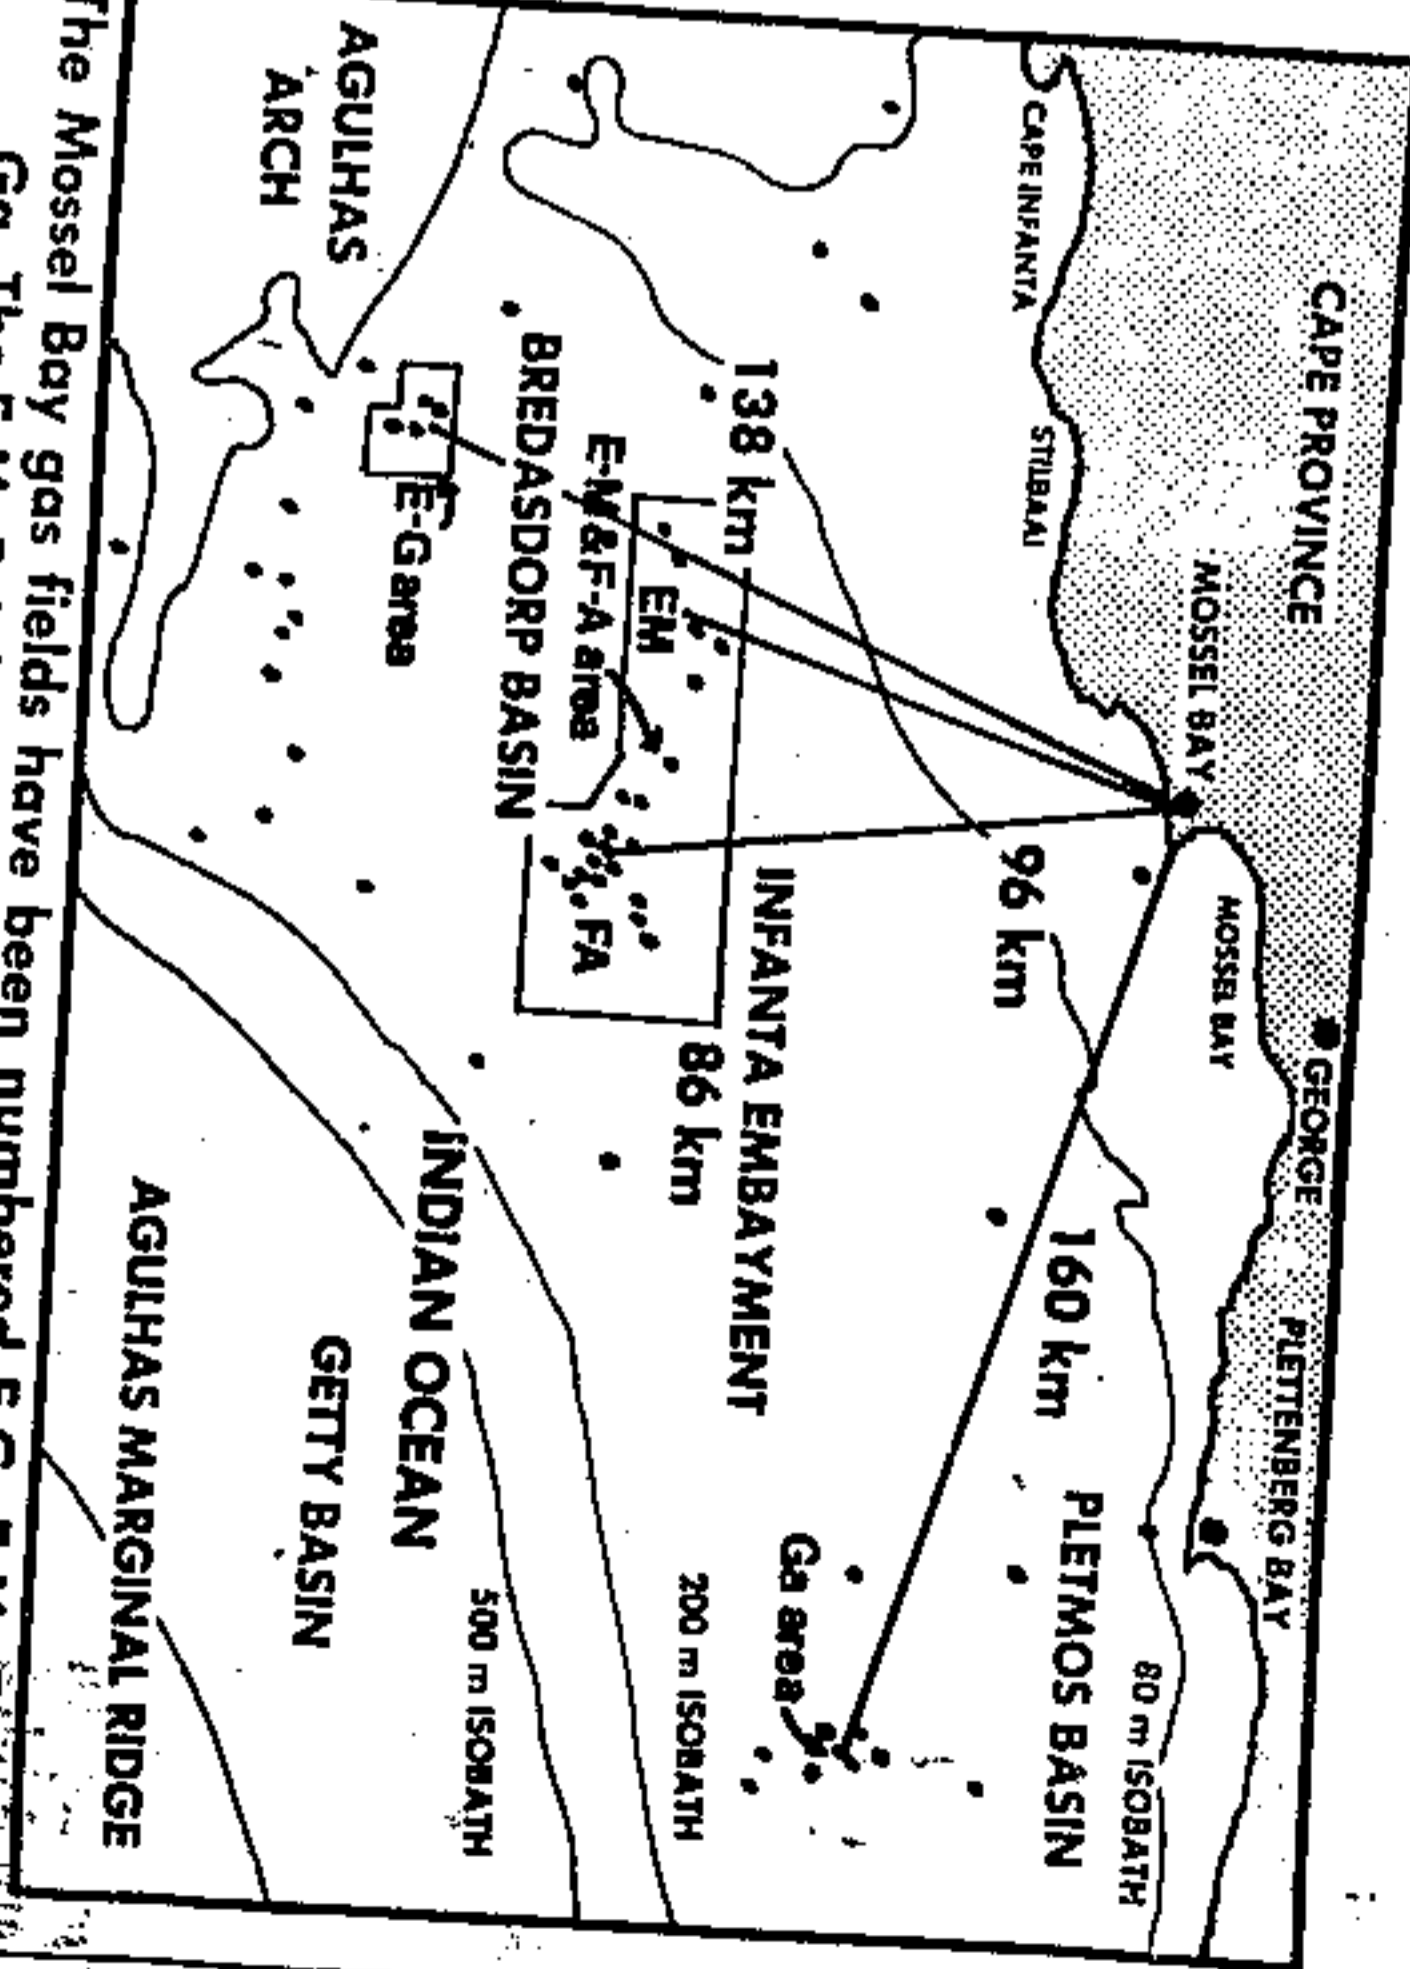 CAPE PROVINCE
GEORGE
PLETTENBERG BAY
MOSSEL BAY
MOSSEL BAY
CAPE INFANTA
STILBAAI
80 m ISOBATH
96 km
160 km
PLETMOS BASIN
138 km
INFANTA EMBAYMENT
Ga area
86 km
EM
E-M&F-A area
FA
200 m ISOBATH
BREDASDORP BASIN
E-G area
INDIAN OCEAN
500 m ISOBATH
AGULHAS
ARCH
GETTY BASIN
AGULHAS MARGINAL RIDGE
The Mossel Bay gas fields have been numbered